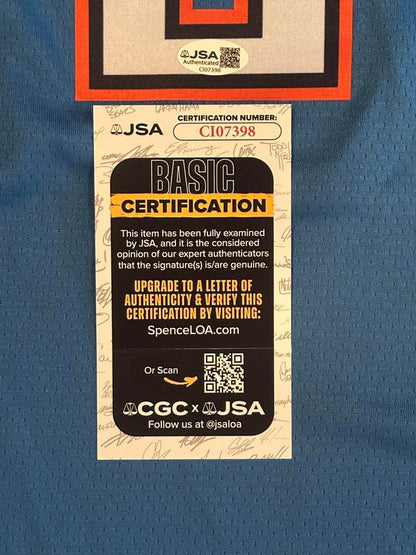 JSA
Authenticated
CI07398
JSA
CERTIFICATION NUMBER:
CI07398
BASIC
CERTIFICATION
This item has been fully examined
by JSA, and it is the considered
opinion of our expert authenticators
that the signature(s) is/are genuine.
UPGRADE TO A LETTER OF
AUTHENTICITY & VERIFY THIS
CERTIFICATION BY VISITING:
SpenceLOA.com
Or Scan
CGC x JSA
Follow us at @jsaloa